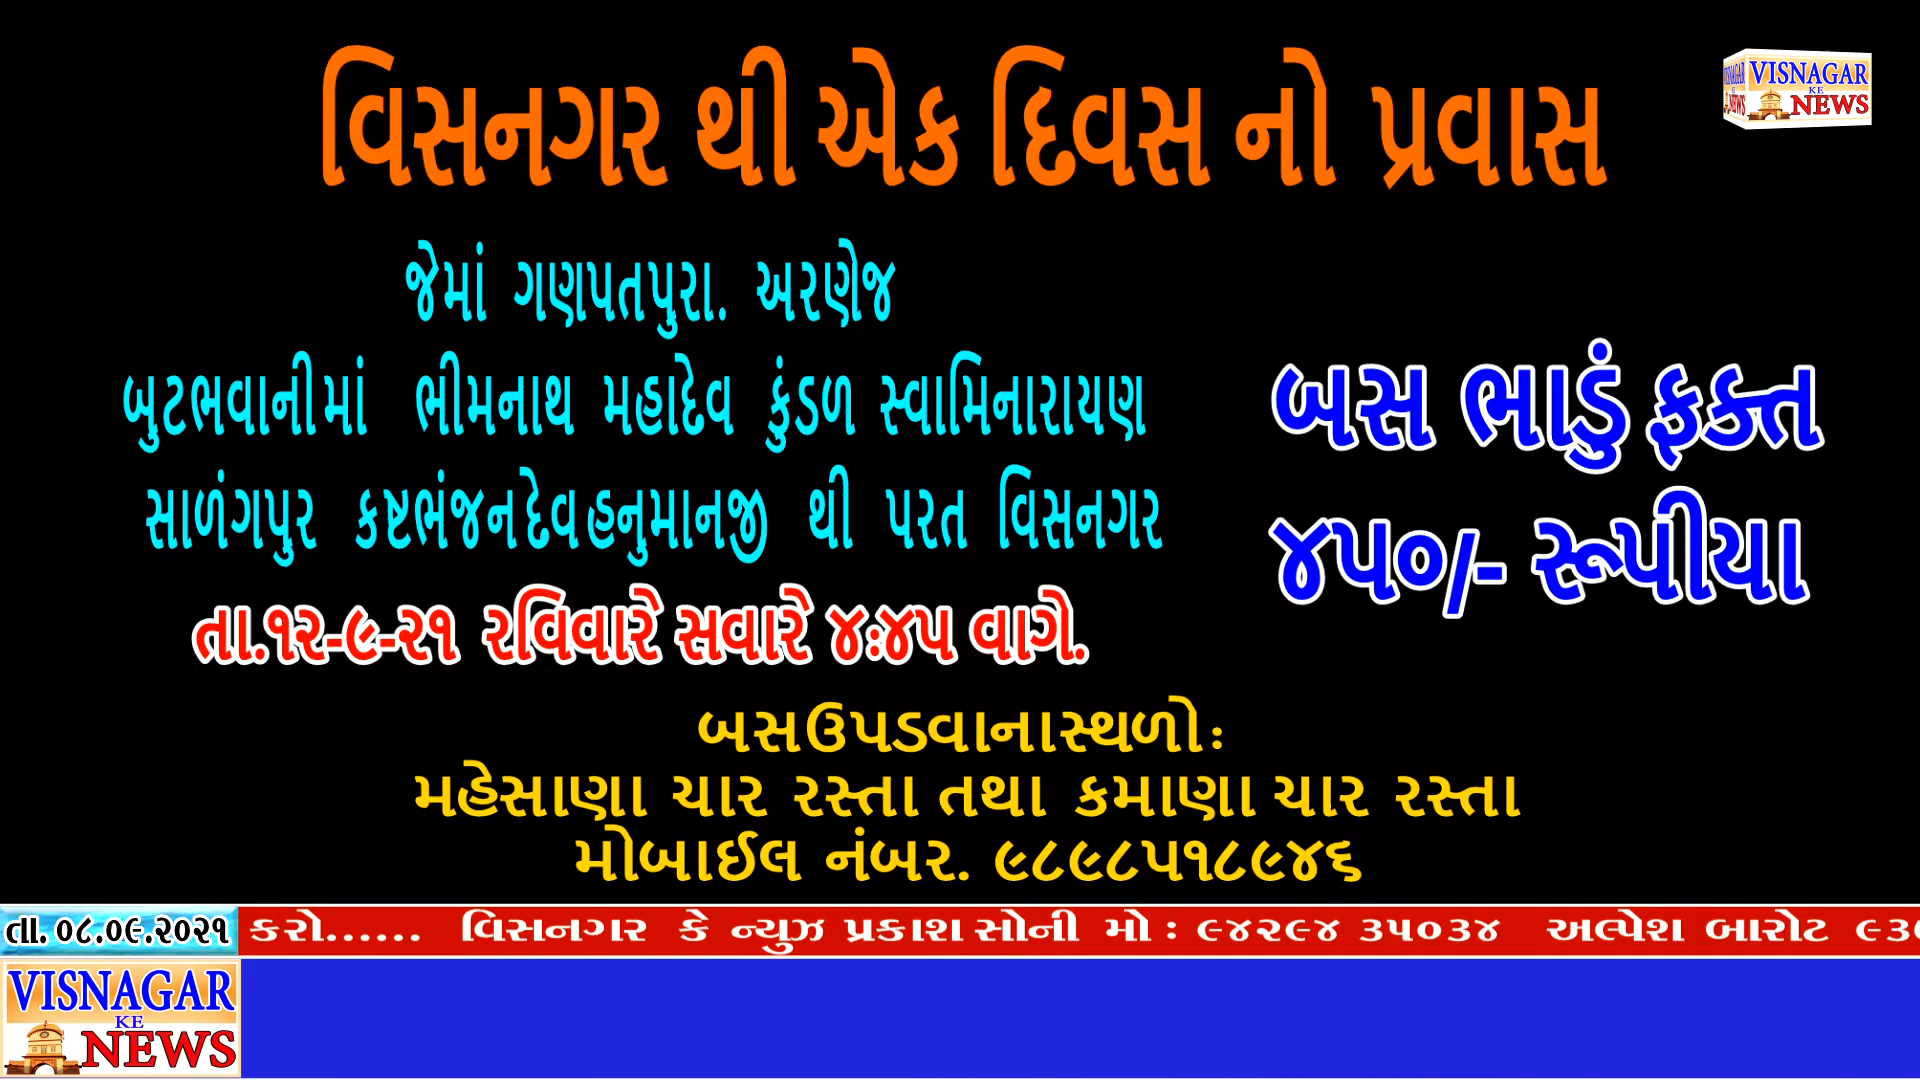 વિસનગર થી એક દિવસ નો પ્રવાસ
VISNAGAR
KE
NEWS
જેમાં ગણપતપુરા. અરણેજ
બુટભવાનીમાં ભીમનાથ મહાદેવ કુંડળ સ્વામિનારાયણ
સાળંગપુર કષ્ટભંજનદેવહનુમાનજી થી પરત વિસનગર
તા.૧૨-૯-૨૧ રવિવારે સવારે ૪:૪૫ વાગે.
બસ ભાડું ફક્ત
૪૫૦/- રૂપીયા
બસઉપડવાનાસ્થળો:
મહેસાણા ચાર રસ્તા તથા કમાણા ચાર રસ્તા
મોબાઈલ નંબર. ૯૮૯૮૫૧૮૯૪૬
તા. ૦૮.૦૯.૨૦૨૧ કરો...... વિસનગર કે ન્યુઝ પ્રકાશ સોની મો : ૯૪૨૯૪ ૩૫૦૩૪ અલ્પેશ બારોટ
VISNAGAR
KE
NEWS